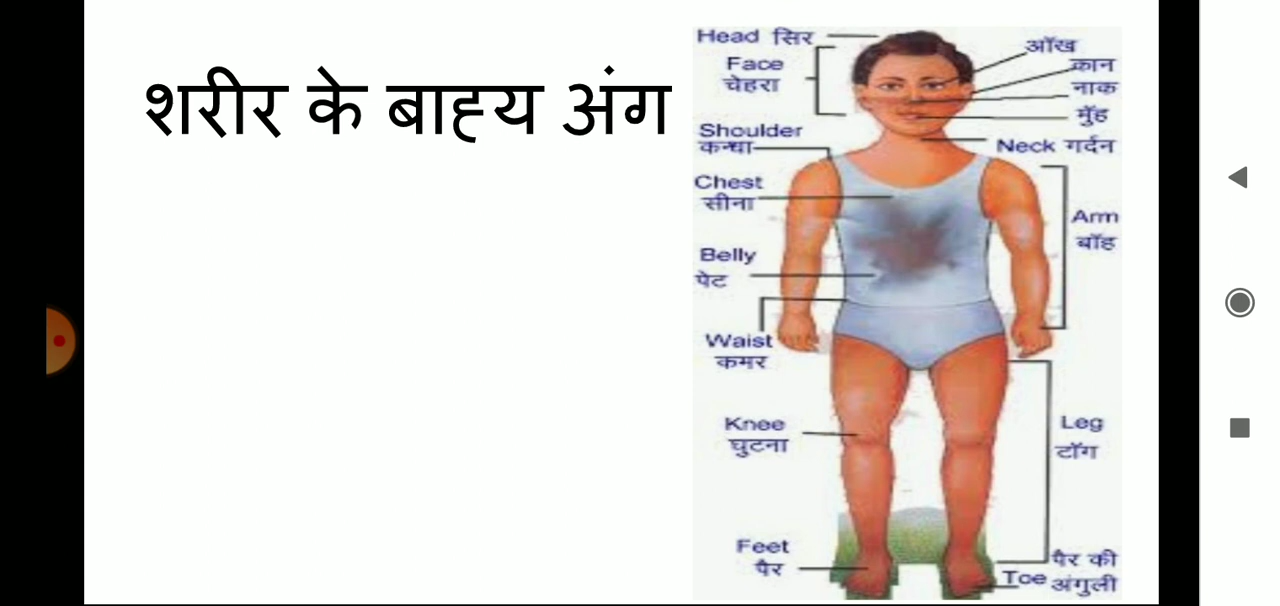 शरीर के बाह्य अंग
Head सिर
Face
चेहरा
Shoulder
कन्धा
Chest
सीना
Belly
पेट
Waist
कमर
Knee
घुटना
Feet
पैर
आँख
कान
नाक
मुँह
Neck गर्दन
Arm
बाँह
Leg
टाँग
पैर की
Toe अंगुली